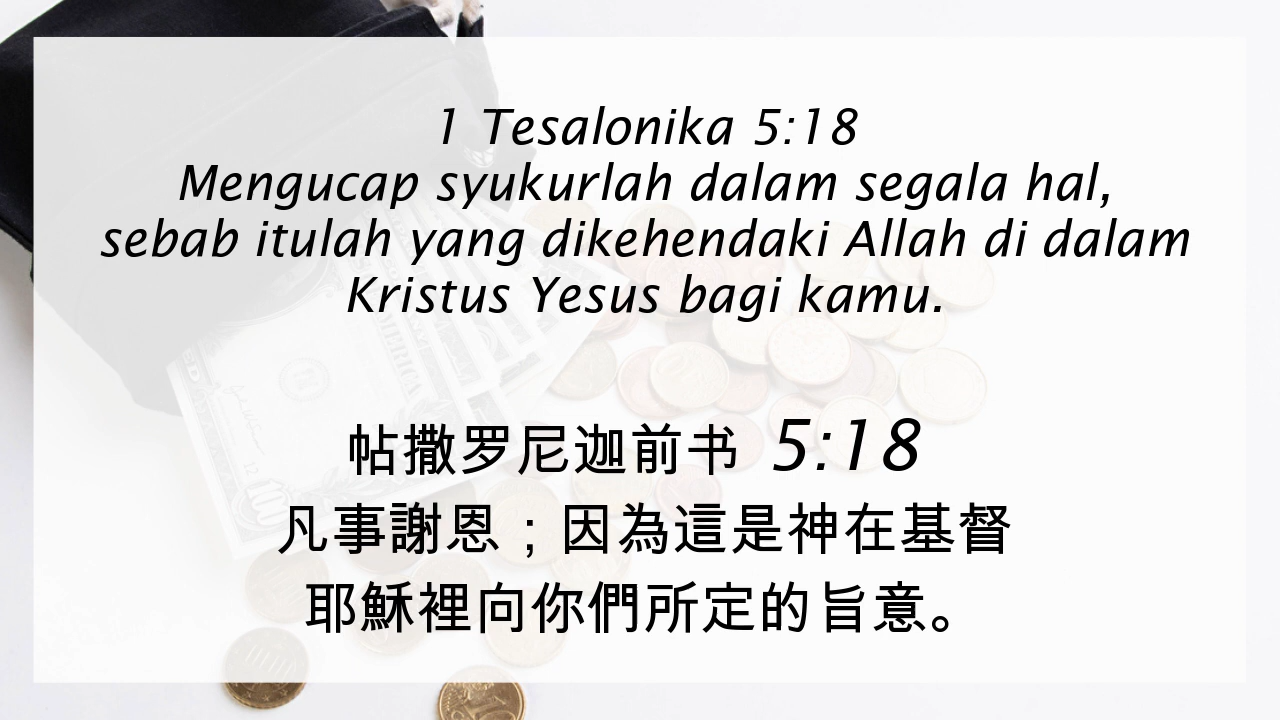 1 Tesalonika 5:18
Mengucap syukurlah dalam segala hal,
sebab itulah yang dikehendaki Allah di dalam
Kristus Yesus bagi kamu.
帖撒罗尼迦前书 5:18
凡事謝恩；因為這是神在基督
耶穌裡向你們所定的旨意。
AMERICA
100